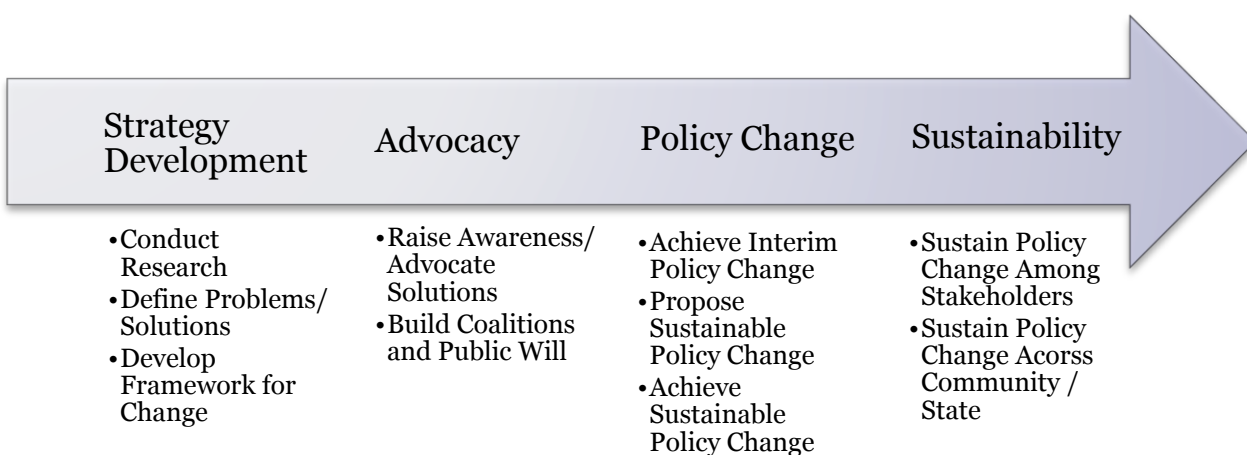 Strategy
Development
Advocacy
Policy Change
Sustainability
•Conduct
Research
•Define Problems/
Solutions
•Develop
Framework for
Change
•Raise Awareness/
Advocate
Solutions
•Build Coalitions
and Public Will
•Achieve Interim
Policy Change
•Propose
Sustainable
Policy Change
•Achieve
Sustainable
Policy Change
•Sustain Policy
Change Among
Stakeholders
•Sustain Policy
Change Acorss
Community /
State